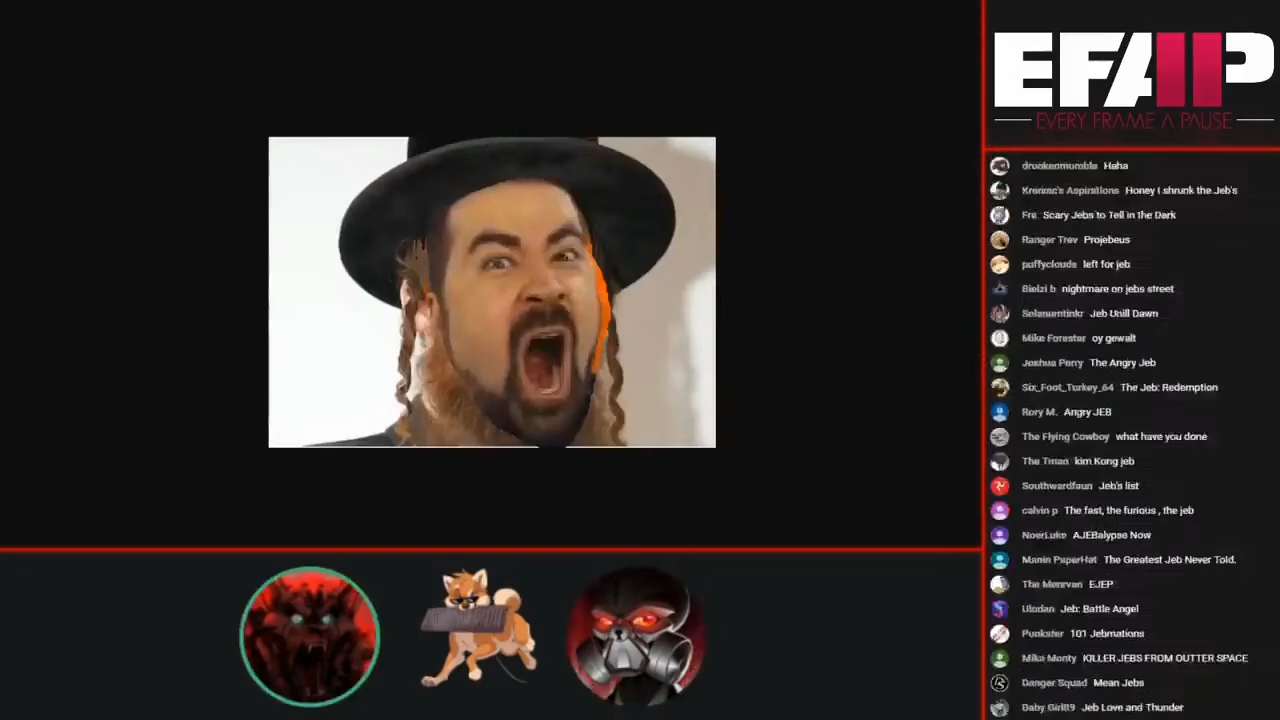 EFAP
EVERY FRAME A PAUSE
drunkenmumble Haha
Krennic's Aspirations Honey I shrunk the Jeb's
Fre. Scary Jebs to Tell in the Dark
Ranger Trev Projebeus
puffyclouds left for jeb
Bielzi b nightmare on jebs street
Jeb Unill Dawn
Mike Forester oy gewalt
Joshua Perry The Angry Jeb
Six_Foot_Turkey_64 The Jeb: Redemption
Rory M. Angry JEB
The Flying Cowboy what have you done
The Tman kim Kong jeb
Southwardfaun Jeb's list
calvin p The fast, the furious , the jeb
NoerLuke AJEBalypse Now
Manin PaperHat The Greatest Jeb Never Told.
The Menrvan EJEP
Ulodan Jeb: Battle Angel
Punkster 101 Jebmations
Mike Monty KILLER JEBS FROM OUTTER SPACE
Danger Squad Mean Jebs
Baby Girl89 Jeb Love and Thunder